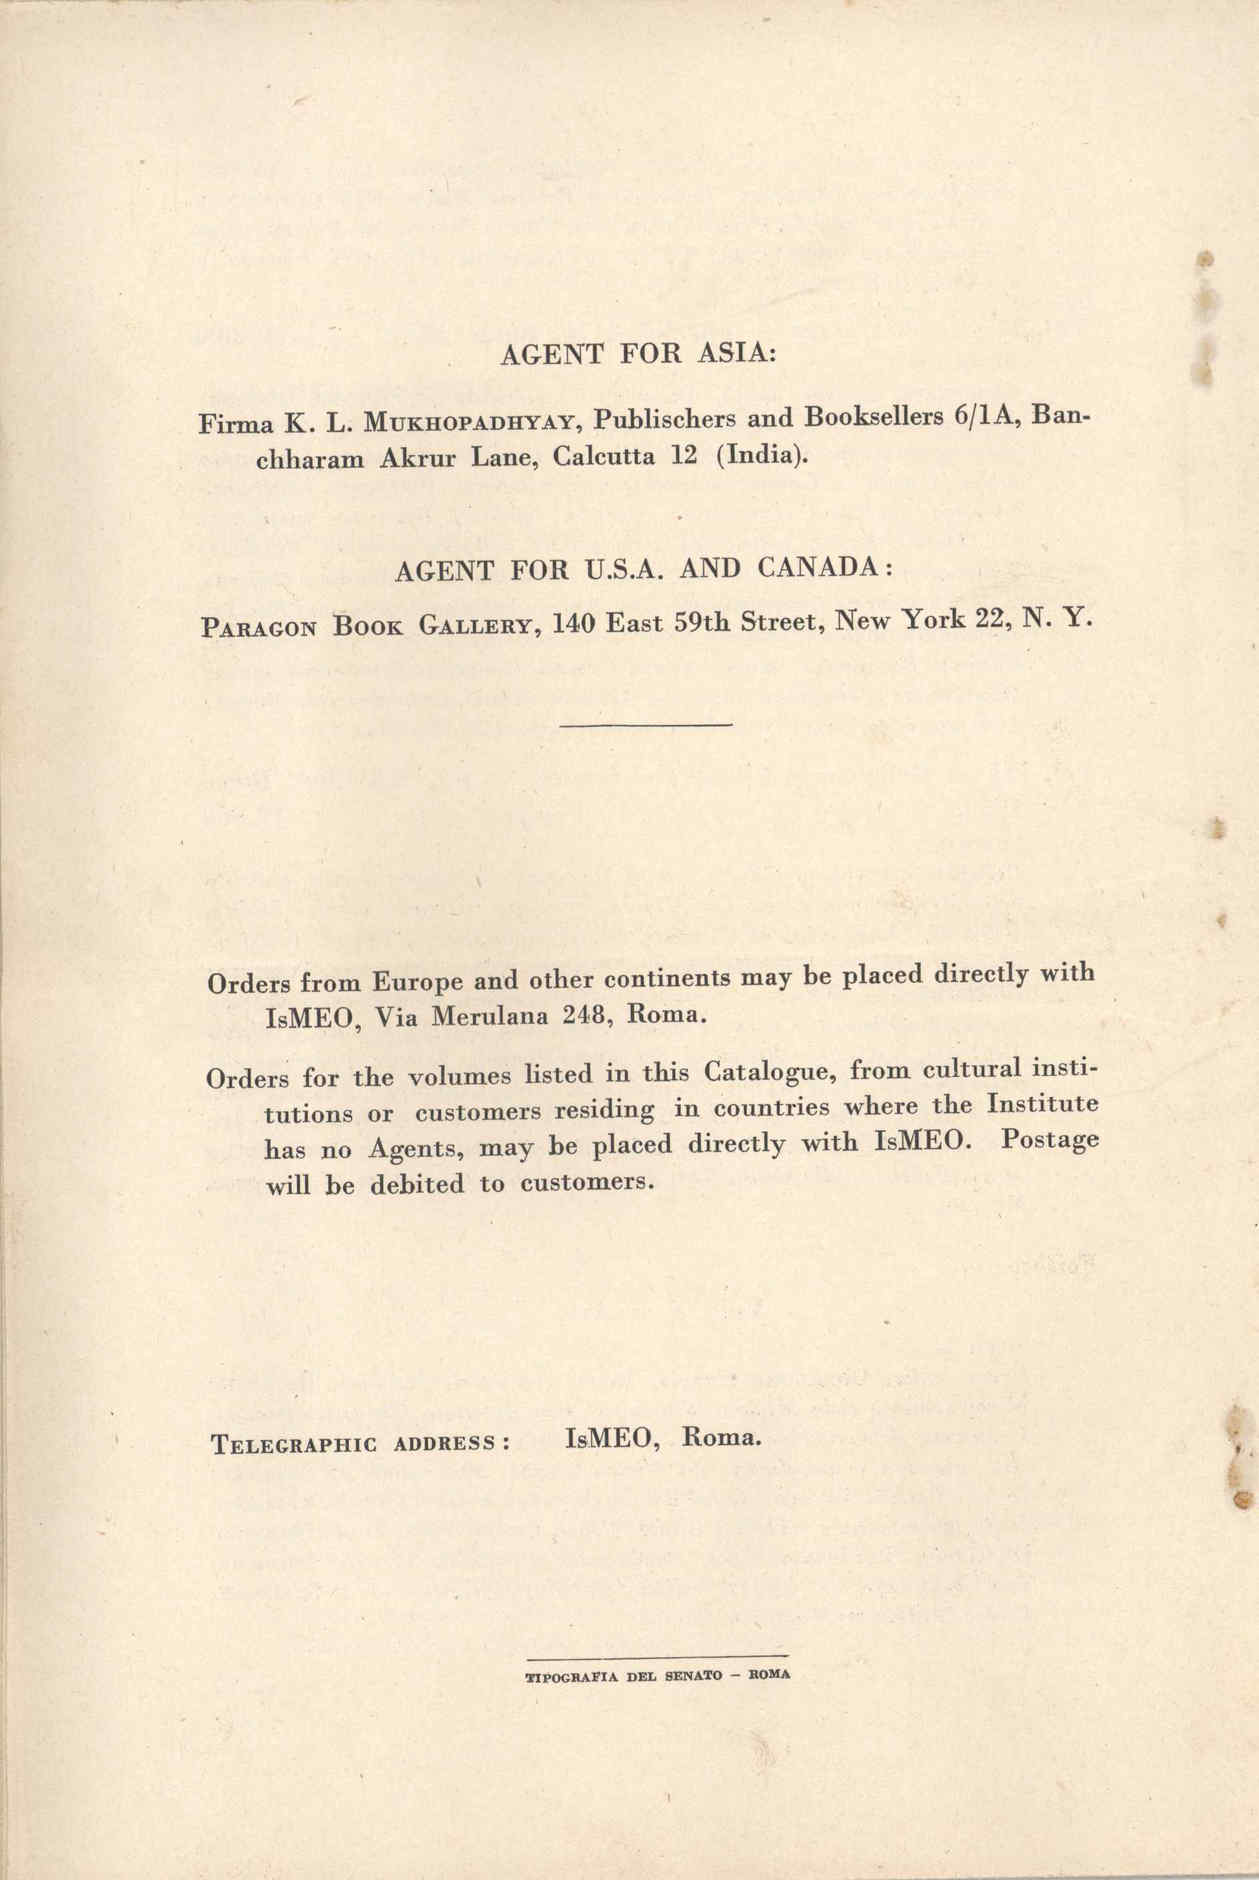 AGENT FOR ASIA:
Firma K. L. MUKHOPADHYAY, Publischers and Booksellers 6/1A, Ban-
chharam Akrur Lane, Calcutta 12 (India).
AGENT FOR U.S.A. AND CANADA:
PARAGON BOOK GALLERY, 140 East 59th Street, New York 22, N. Y.
Orders from Europe and other continents may be placed directly with
IsMEO, Via Merulana 248, Roma.
Orders for the volumes listed in this Catalogue, from cultural insti-
tutions or customers residing in countries where the Institute
has no Agents, may be placed directly with IsMEO. Postage
will be debited to customers.
TELEGRAPHIC ADDRESS: IsMEO, Roma.
TIPOGRAFIA DEL SENATO – ROMA